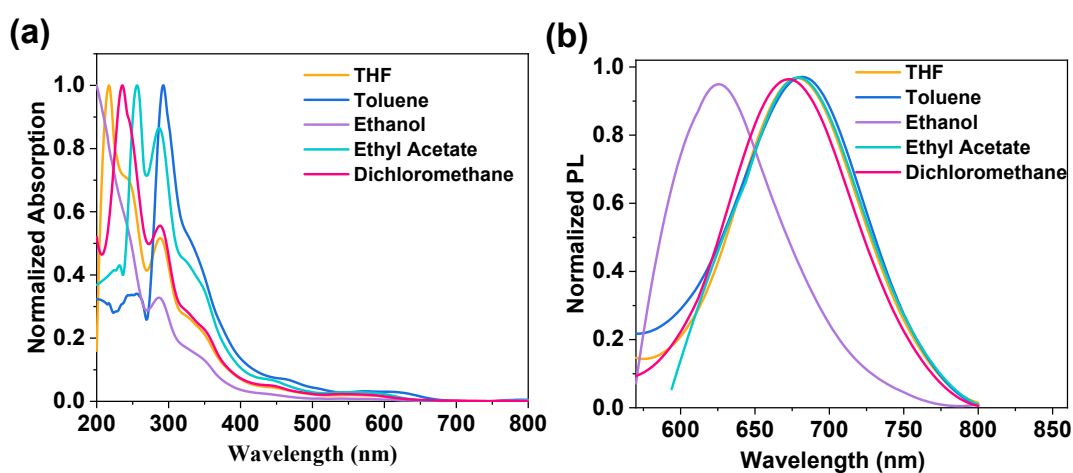 (a)
THF
Toluene
Ethanol
Ethyl Acetate
Dichloromethane
Normalized Absorption
1.0
0.8
0.6
0.4
0.2
0.0
200 300 400 500 600 700 800
Wavelength (nm)
(b)
THF
Toluene
Ethanol
Ethyl Acetate
Dichloromethane
Normalized PL
1.0
0.8
0.6
0.4
0.2
0.0
600 650 700 750 800 850
Wavelength (nm)